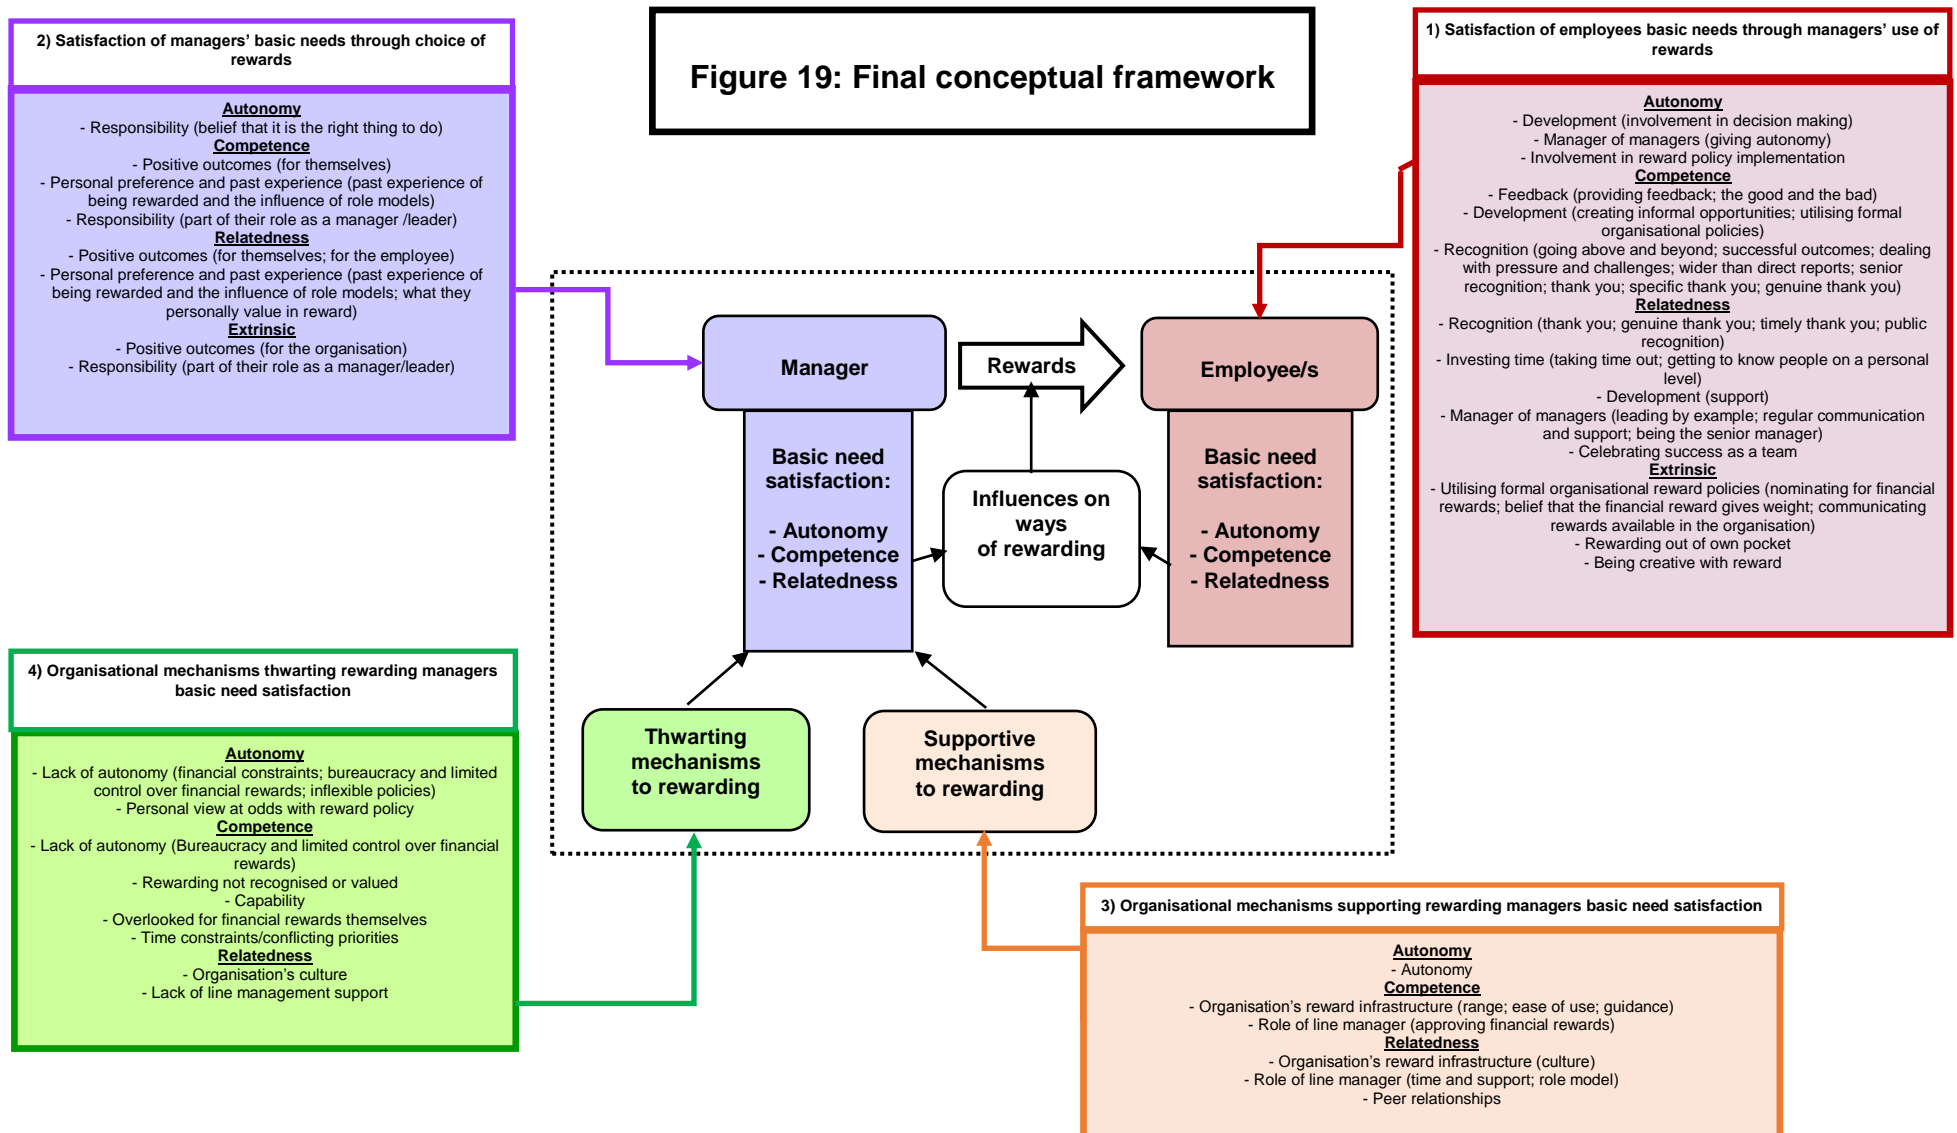 Figure 19: Final conceptual framework
2) Satisfaction of managers’ basic needs through choice of
rewards
Autonomy
- Responsibility (belief that it is the right thing to do)
Competence
- Positive outcomes (for themselves)
- Personal preference and past experience (past experience of
being rewarded and the influence of role models)
- Responsibility (part of their role as a manager /leader)
Relatedness
- Positive outcomes (for themselves; for the employee)
- Personal preference and past experience (past experience of
being rewarded and the influence of role models; what they
personally value in reward)
Extrinsic
- Positive outcomes (for the organisation)
- Responsibility (part of their role as a manager/leader)
1) Satisfaction of employees basic needs through managers’ use of
rewards
Autonomy
- Development (involvement in decision making)
- Manager of managers (giving autonomy)
- Involvement in reward policy implementation
Competence
- Feedback (providing feedback; the good and the bad)
- Development (creating informal opportunities; utilising formal
organisational policies)
- Recognition (going above and beyond; successful outcomes; dealing
with pressure and challenges; wider than direct reports; senior
recognition; thank you; specific thank you; genuine thank you)
Relatedness
- Recognition (thank you; genuine thank you; timely thank you; public
recognition)
- Investing time (taking time out; getting to know people on a personal
level)
- Development (support)
- Manager of managers (leading by example; regular communication
and support; being the senior manager)
- Celebrating success as a team
Extrinsic
- Utilising formal organisational reward policies (nominating for financial
rewards; belief that the financial reward gives weight; communicating
rewards available in the organisation)
- Rewarding out of own pocket
- Being creative with reward
Manager
Rewards
Employee/s
Basic need
satisfaction:
- Autonomy
- Competence
- Relatedness
Influences on
ways
of rewarding
Basic need
satisfaction:
- Autonomy
- Competence
- Relatedness
Thwarting
mechanisms
to rewarding
Supportive
mechanisms
to rewarding
4) Organisational mechanisms thwarting rewarding managers
basic need satisfaction
Autonomy
- Lack of autonomy (financial constraints; bureaucracy and limited
control over financial rewards; inflexible policies)
- Personal view at odds with reward policy
Competence
- Lack of autonomy (Bureaucracy and limited control over financial
rewards)
- Rewarding not recognised or valued
- Capability
- Overlooked for financial rewards themselves
- Time constraints/conflicting priorities
Relatedness
- Organisation’s culture
- Lack of line management support
3) Organisational mechanisms supporting rewarding managers basic need satisfaction
Autonomy
- Autonomy
Competence
- Organisation’s reward infrastructure (range; ease of use; guidance)
- Role of line manager (approving financial rewards)
Relatedness
- Organisation’s reward infrastructure (culture)
- Role of line manager (time and support; role model)
- Peer relationships